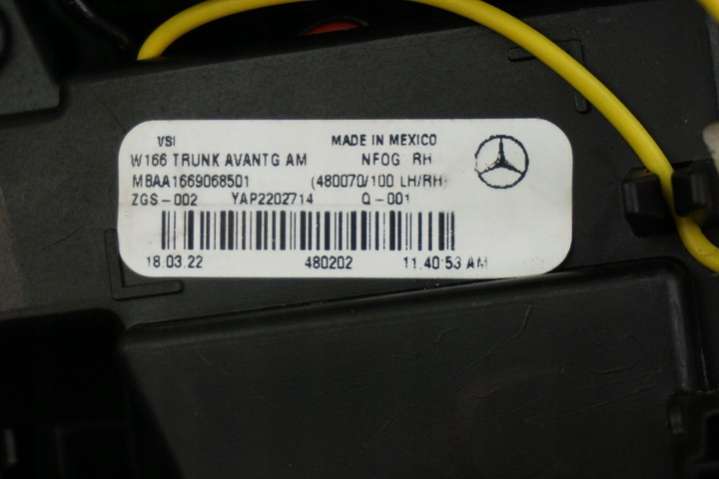 VSI MADE IN MEXICO
W166 TRUNK AVANTG AM NFOG RH
MBAA1669068501 (480070/100 LH/RH)
ZGS-002 YAP2202714 Q-001
18.03.22 480202 11:40:53 AM